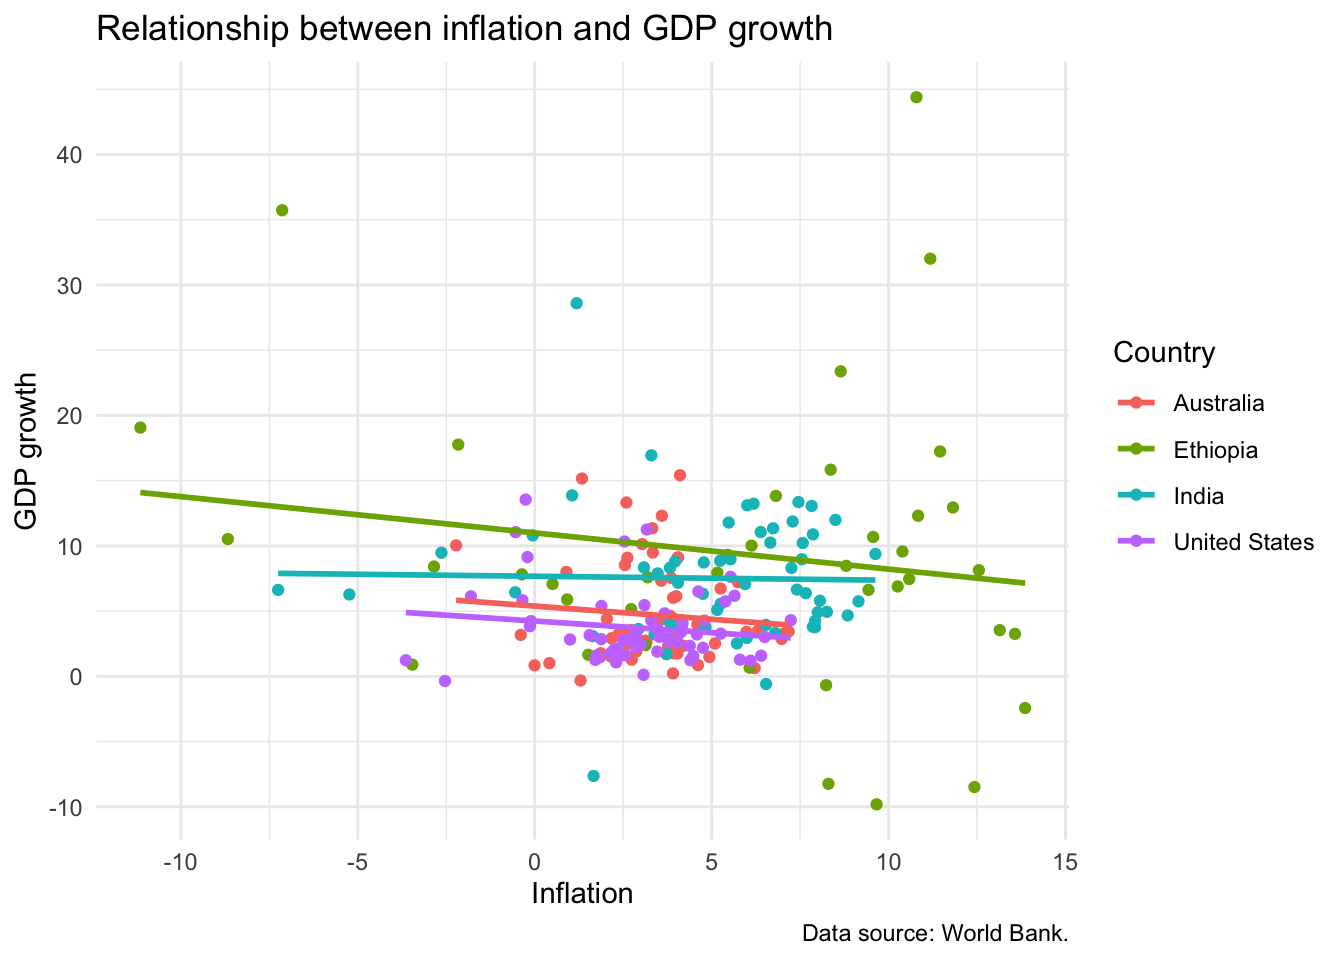 Relationship between inflation and GDP growth
GDP growth
40
30
20
10
0
-10
-10 -5 0 5 10 15
Inflation
Country
Australia
Ethiopia
India
United States
Data source: World Bank.